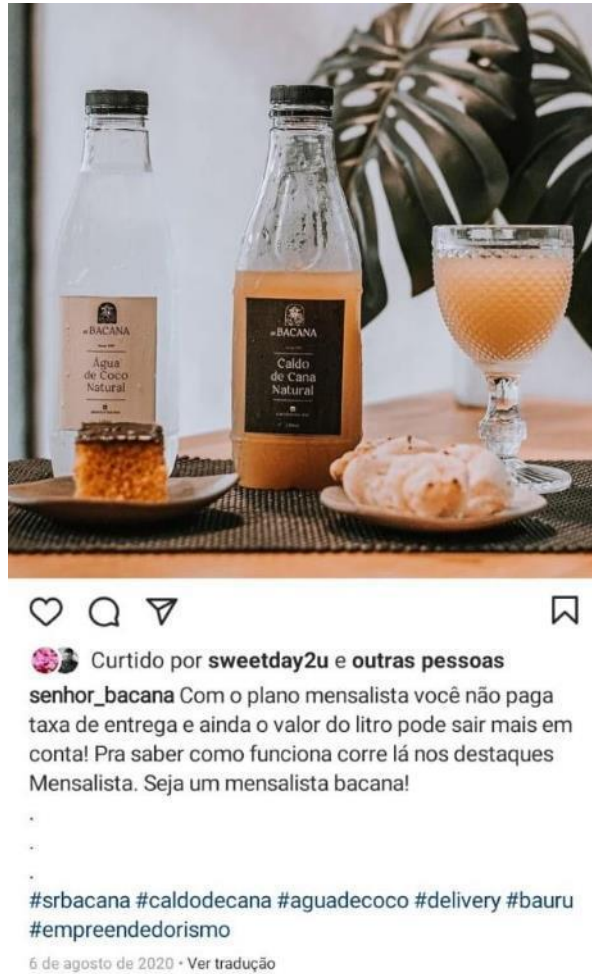 BACANA
Água
de Coco
Natural
BACANA
Caldo
de Cana
Natural
Curtido por sweetday2u e outras pessoas
senhor_bacana Com o plano mensalista você não paga
taxa de entrega e ainda o valor do litro pode sair mais em
conta! Pra saber como funciona corre lá nos destaques
Mensalista. Seja um mensalista bacana!
.
.
.
#srbacana #caldodecana #aguadecoco #delivery #bauru
#empreendedorismo
6 de agosto de 2020 • Ver tradução